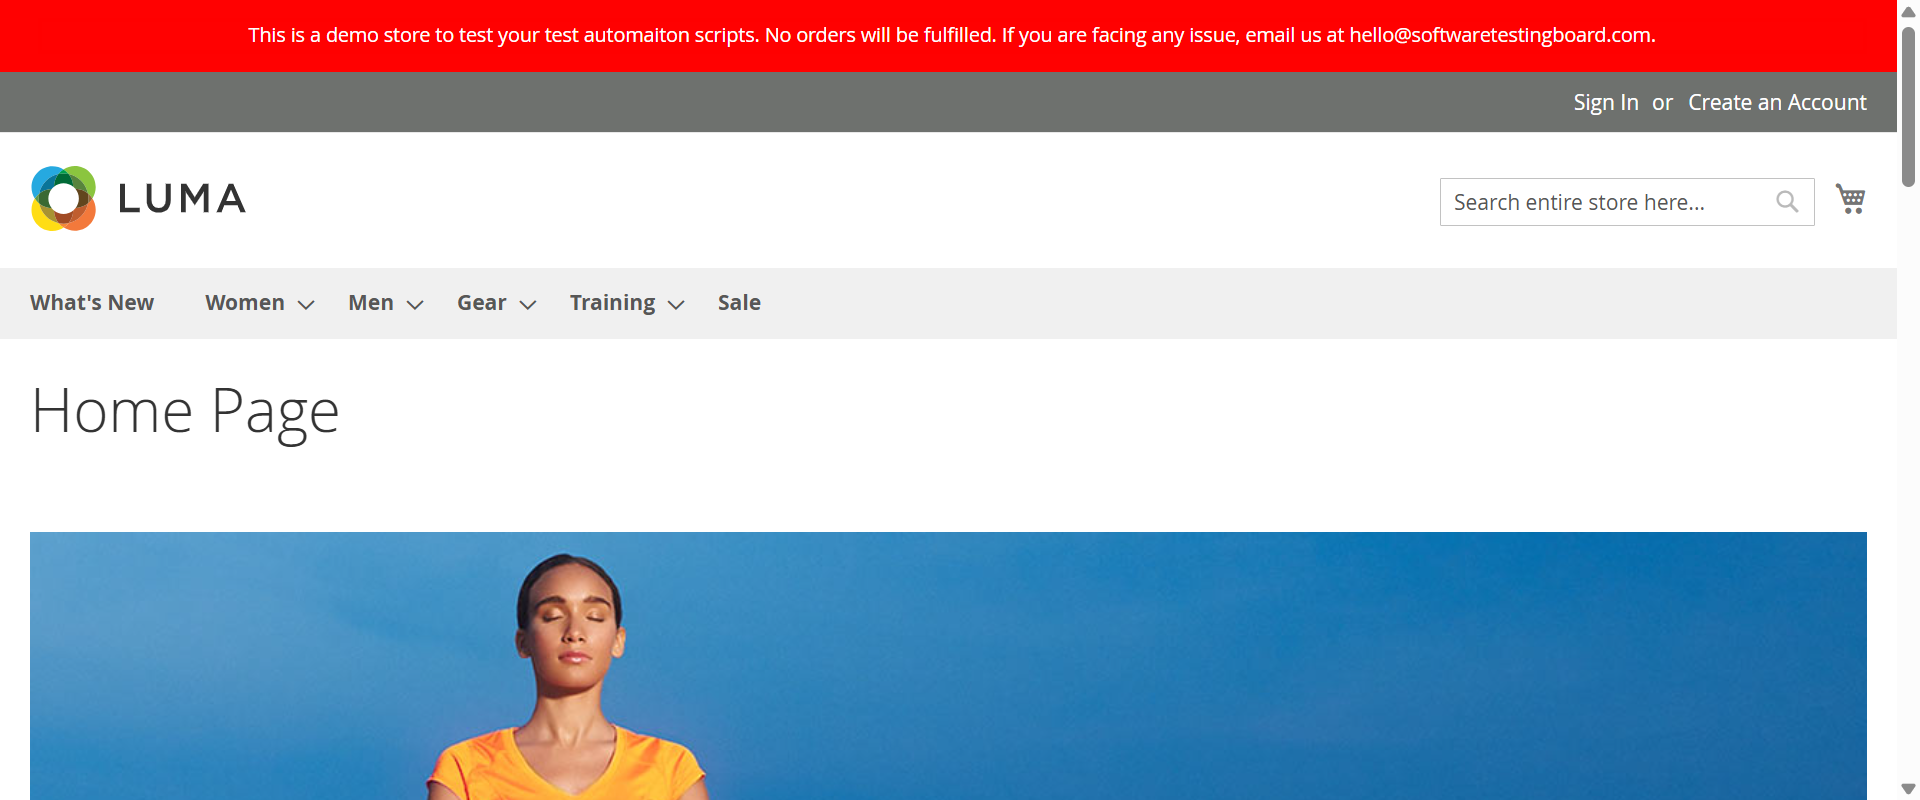 This is a demo store to test your test automaiton scripts. No orders will be fulfilled. If you are facing any issue, email us at hello@softwaretestingboard.com.
Sign In or Create an Account
LUMA
Search entire store here...
What's New Women Men Gear Training Sale
Home Page